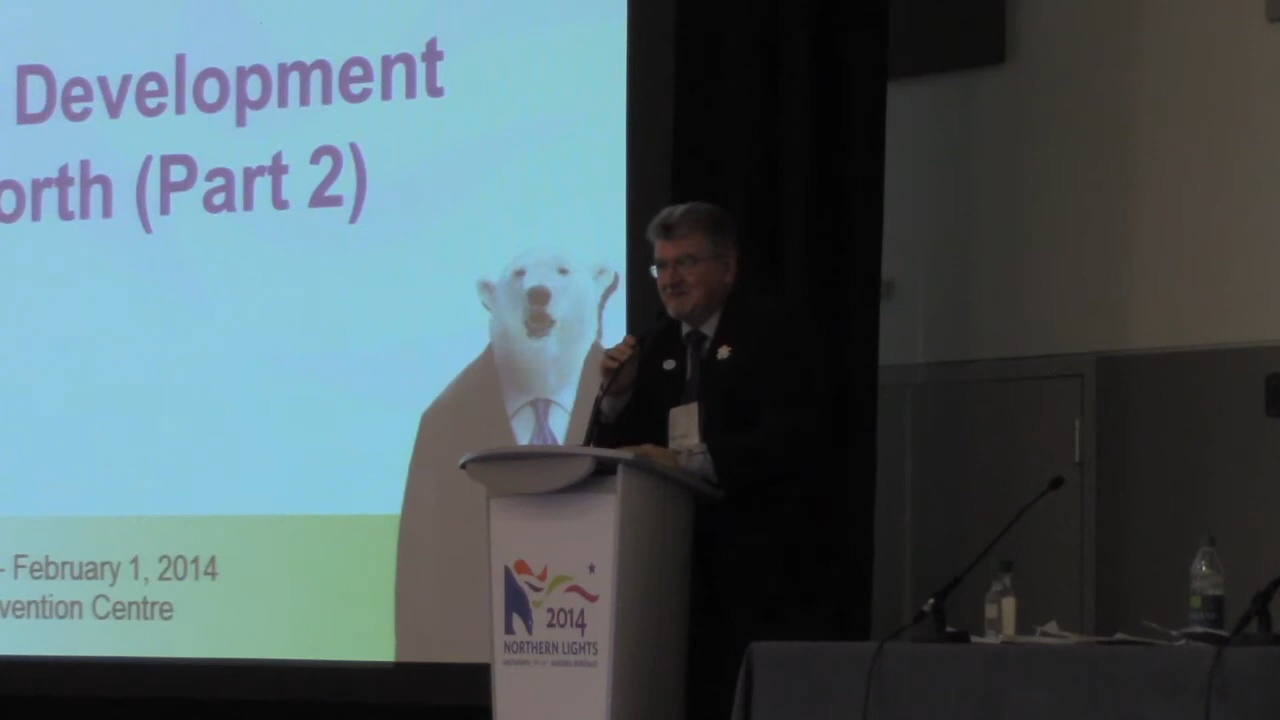 Development
orth (Part 2)
- February 1, 2014
vention Centre
2014
NORTHERN LIGHTS